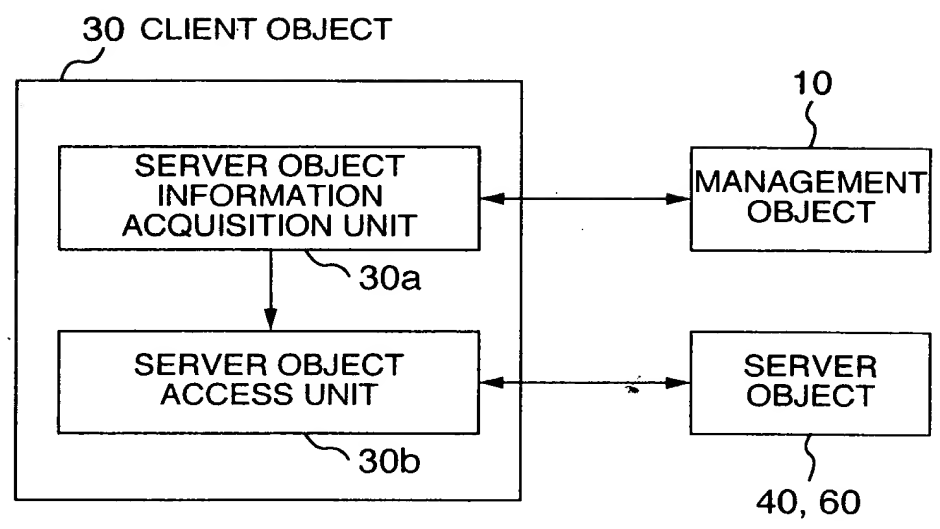 30 CLIENT OBJECT
10
SERVER OBJECT
INFORMATION
ACQUISITION UNIT
MANAGEMENT
OBJECT
30a
SERVER OBJECT
ACCESS UNIT
SERVER
OBJECT
30b
40, 60